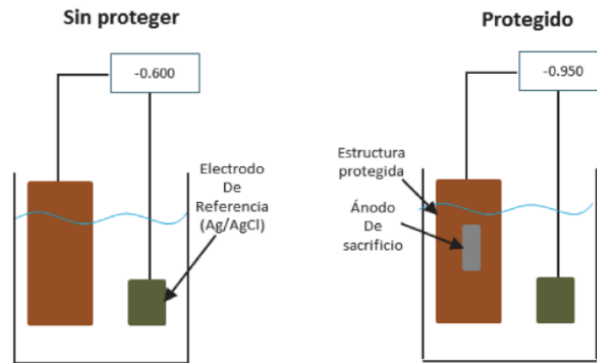 Sin proteger
-0.600
Electrodo
De
Referencia
(Ag/AgCl)
Protegido
-0.950
Estructura
protegida
Ánodo
De
sacrificio